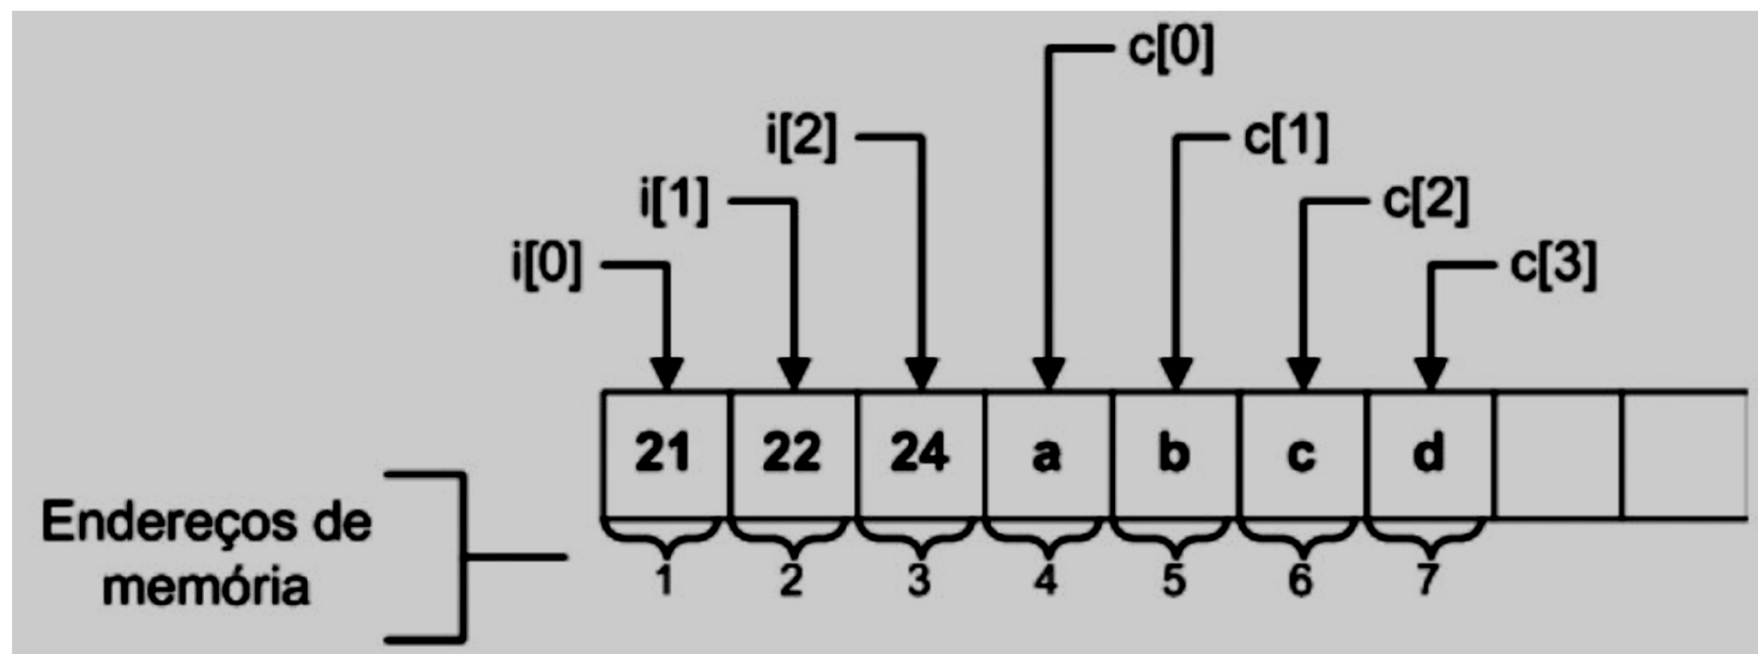 c[0]
i[2]
c[1]
i[1]
c[2]
i[0]
c[3]
21 22 24 a b c d
Endereços de
memória
1 2 3 4 5 6 7